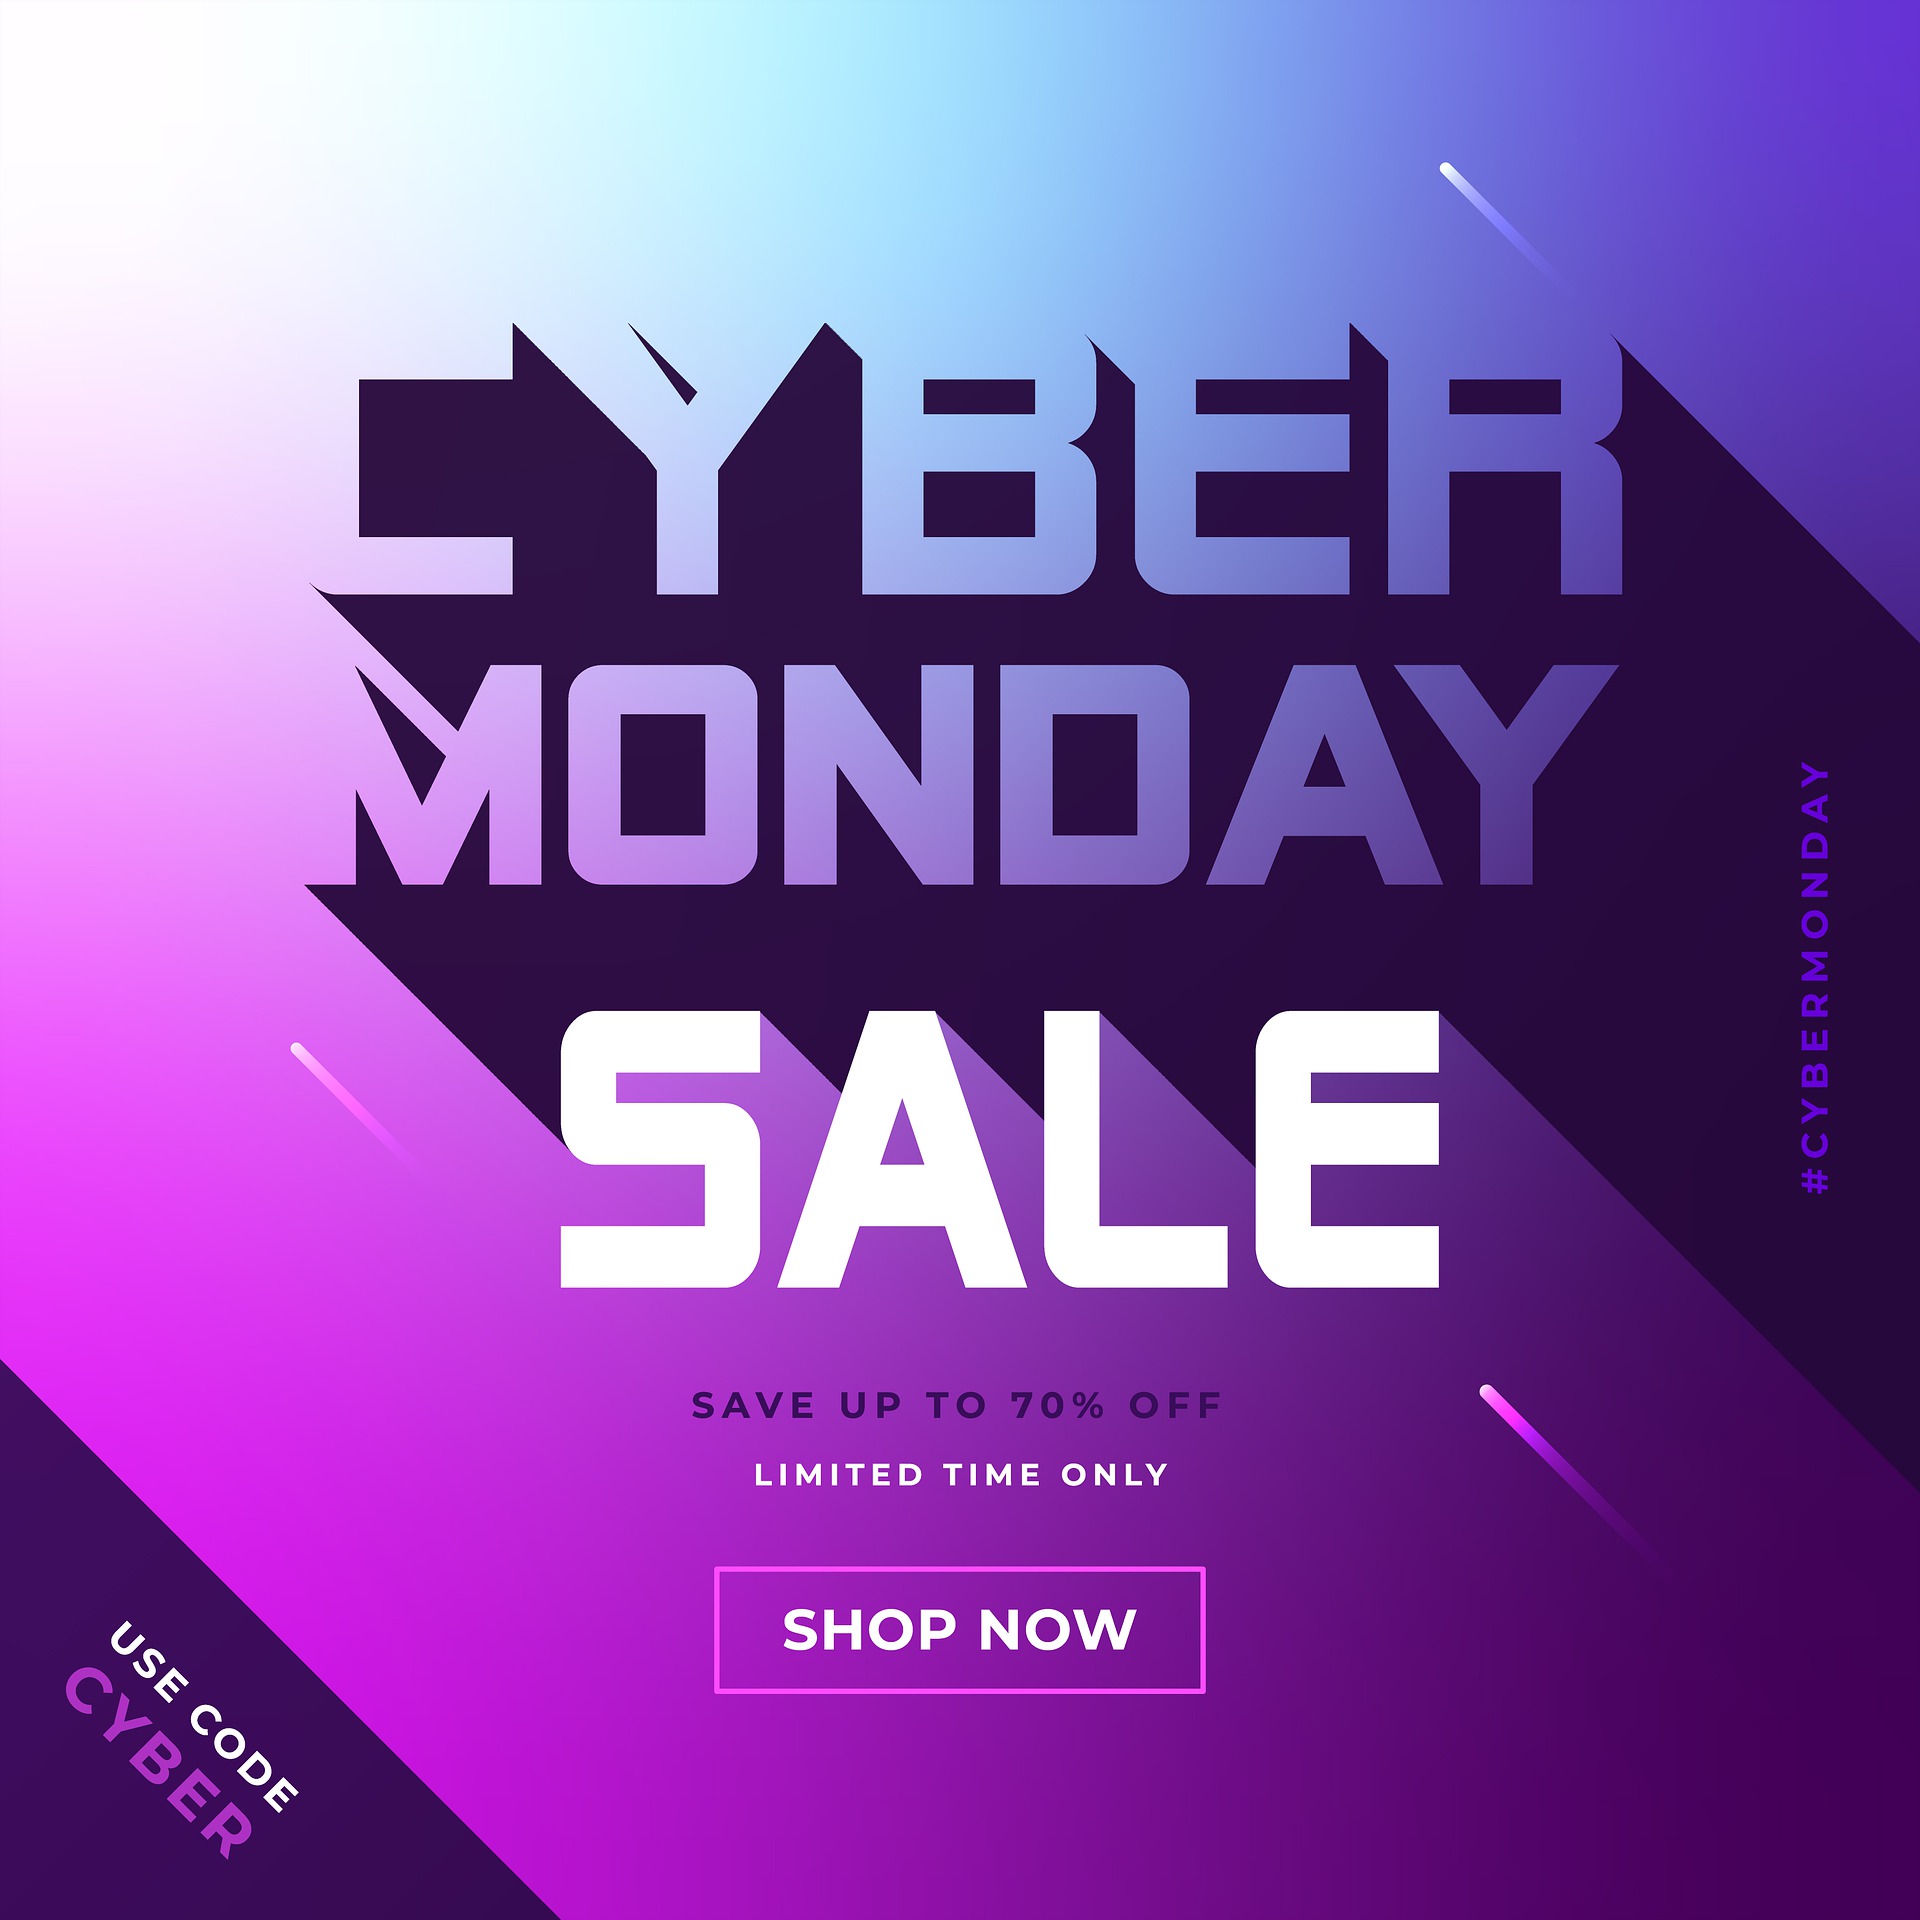 CYBER
MONDAY
SALE
SAVE UP TO 70% OFF
LIMITED TIME ONLY
SHOP NOW
USE CODE
CYBER
#CYBERMONDAY